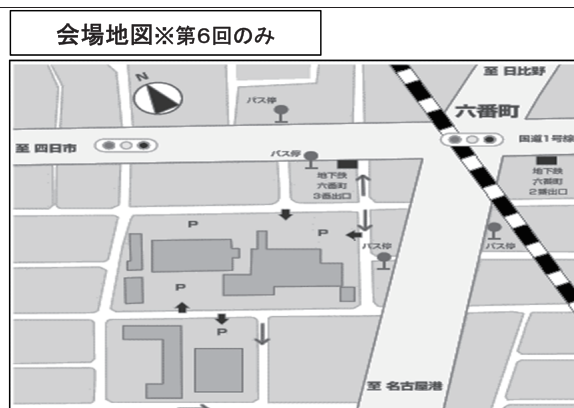 会場地図※第6回のみ
至 日比野
N
バス停
六番町
国道1号線
至 四日市
バス停
地下鉄
六番町
3番出口
地下鉄
六番町
2番出口
P
P
バス停
バス停
P
P
至 名古屋港